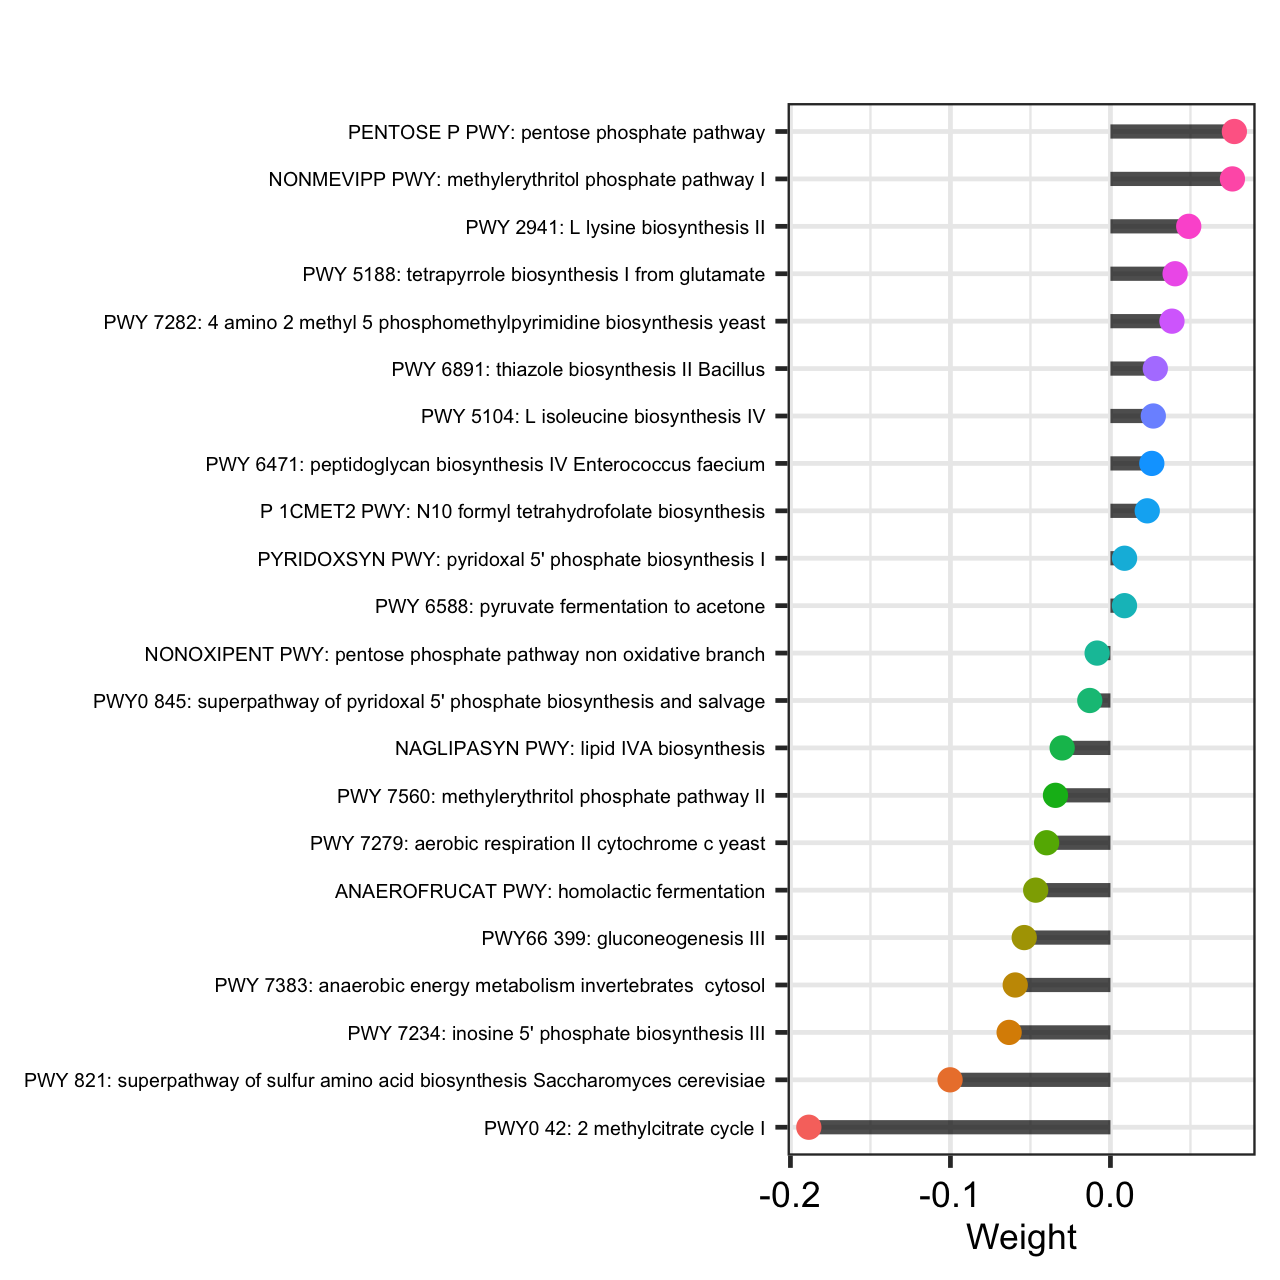 PENTOSE P PWY: pentose phosphate pathway
NONMEVIPP PWY: methylerythritol phosphate pathway I
PWY 2941: L lysine biosynthesis II
PWY 5188: tetrapyrrole biosynthesis I from glutamate
PWY 7282: 4 amino 2 methyl 5 phosphomethylpyrimidine biosynthesis yeast
PWY 6891: thiazole biosynthesis II Bacillus
PWY 5104: L isoleucine biosynthesis IV
PWY 6471: peptidoglycan biosynthesis IV Enterococcus faecium
P 1CMET2 PWY: N10 formyl tetrahydrofolate biosynthesis
PYRIDOXSYN PWY: pyridoxal 5' phosphate biosynthesis I
PWY 6588: pyruvate fermentation to acetone
NONOXIPENT PWY: pentose phosphate pathway non oxidative branch
PWY0 845: superpathway of pyridoxal 5' phosphate biosynthesis and salvage
NAGLIPASYN PWY: lipid IVA biosynthesis
PWY 7560: methylerythritol phosphate pathway II
PWY 7279: aerobic respiration II cytochrome c yeast
ANAEROFRUCAT PWY: homolactic fermentation
PWY66 399: gluconeogenesis III
PWY 7383: anaerobic energy metabolism invertebrates  cytosol
PWY 7234: inosine 5' phosphate biosynthesis III
PWY 821: superpathway of sulfur amino acid biosynthesis Saccharomyces cerevisiae
PWY0 42: 2 methylcitrate cycle I
-0.2 -0.1 0.0
Weight